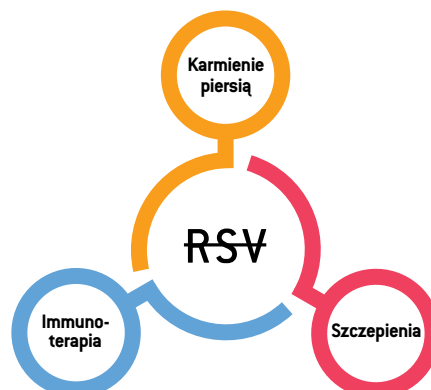 Karmienie
piersią
RSV
Immuno-
terapia
Szczepienia